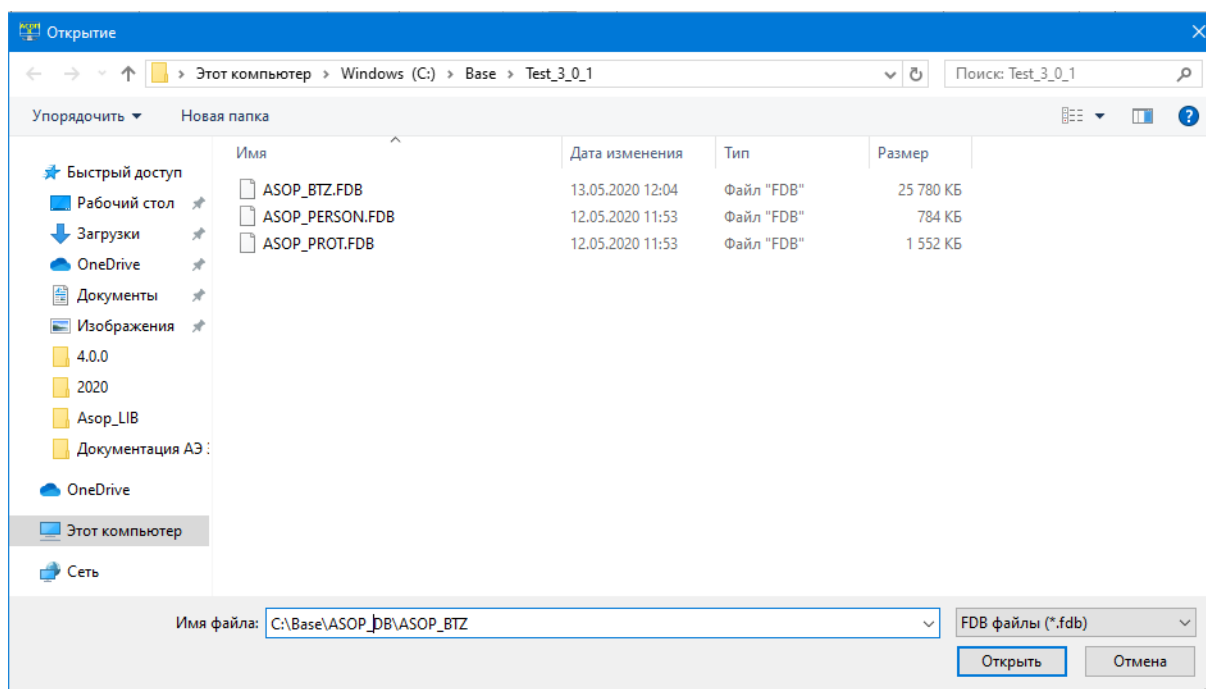 АСОП Открытие
Этот компьютер > Windows (C:) > Base > Test_3_0_1 Поиск: Test_3_0_1
Упорядочить Новая папка
Имя Дата изменения Тип Размер
ASOP_BTZ.FDB 13.05.2020 12:04 Файл "FDB" 25 780 КБ
ASOP_PERSON.FDB 12.05.2020 11:53 Файл "FDB" 784 КБ
ASOP_PROT.FDB 12.05.2020 11:53 Файл "FDB" 1 552 КБ
Быстрый доступ
Рабочий стол
Загрузки
OneDrive
Документы
Изображения
4.0.0
2020
Asop_LIB
Документация АЭ
OneDrive
Этот компьютер
Сеть
Имя файла: C:\Base\ASOP_DB\ASOP_BTZ FDB файлы (*.fdb)
Открыть Отмена